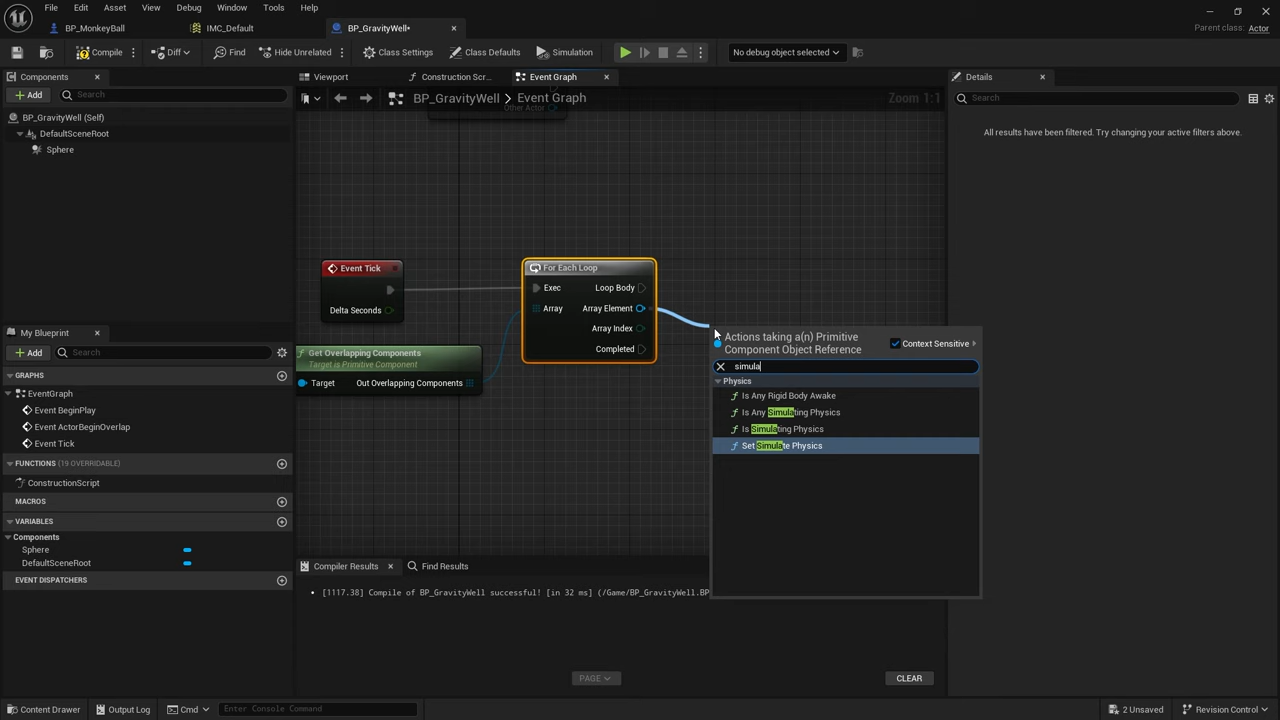 File Edit Asset View Debug Window Tools Help
BP_MonkeyBall
IMC_Default
BP_GravityWell•
Parent class: Actor
Compile
Diff
Find
Hide Unrelated
Class Settings
Class Defaults
Simulation
No debug object selected
Components
Viewport
Construction Scr...
Event Graph
Details
Add
Search
BP_GravityWell > Event Graph
Zoom 1:1
Search
Other Actor
BP_GravityWell (Self)
DefaultSceneRoot
Sphere
All results have been filtered. Try changing your active filters above.
Event Tick
Delta Seconds
For Each Loop
Exec
Loop Body
Array
Array Element
Array Index
Completed
Get Overlapping Components
Target is Primitive Component
Target
Out Overlapping Components
Actions taking a(n) Primitive
Component Object Reference
Context Sensitive
simula
Physics
Is Any Rigid Body Awake
Is Any Simulating Physics
Is Simulating Physics
Set Simulate Physics
My Blueprint
Add
Search
GRAPHS
EventGraph
Event BeginPlay
Event ActorBeginOverlap
Event Tick
FUNCTIONS (19 OVERRIDABLE)
ConstructionScript
MACROS
VARIABLES
Components
Sphere
DefaultSceneRoot
EVENT DISPATCHERS
Compiler Results
Find Results
[1117.38] Compile of BP_GravityWell successful! [in 32 ms] (/Game/BP_GravityWell.BP
PAGE
CLEAR
Content Drawer
Output Log
Cmd
Enter Console Command
2 Unsaved
Revision Control